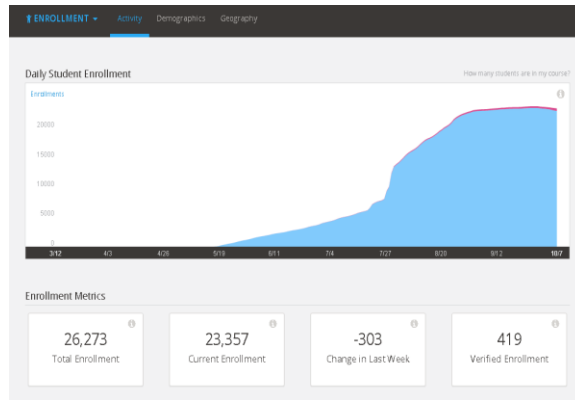 ENROLLMENT Activity Demographics Geography
Daily Student Enrollment How many students are in my course?
Enrollments
20000
15000
10000
5000
0
3/12 4/3 4/26 5/19 6/11 7/4 7/27 8/20 9/12 10/7
Enrollment Metrics
26,273 23,357 -303 419
Total Enrollment Current Enrollment Change in Last Week Verified Enrollment